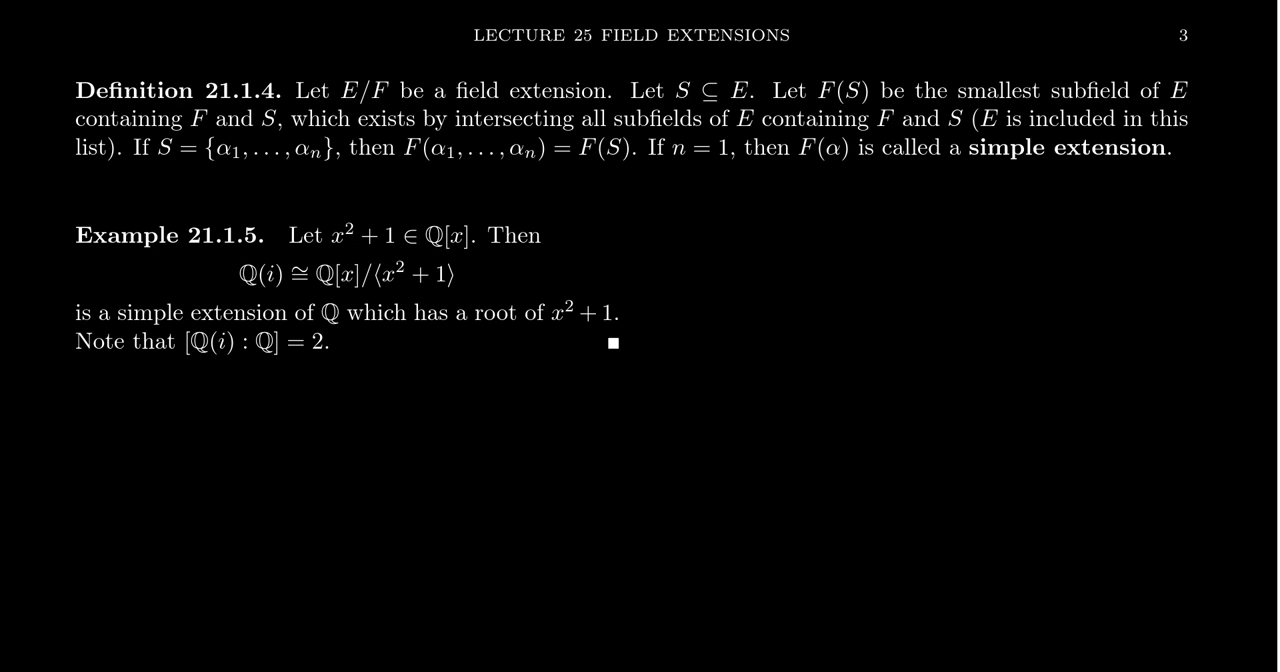 LECTURE 25 FIELD EXTENSIONS 3
Definition 21.1.4. Let E/F be a field extension. Let S ⊆ E. Let F(S) be the smallest subfield of E
containing F and S, which exists by intersecting all subfields of E containing F and S (E is included in this
list). If S = {α₁, . . . , αₙ}, then F(α₁, . . . , αₙ) = F(S). If n = 1, then F(α) is called a simple extension.
Example 21.1.5. Let x² + 1 ∈ ℚ[x]. Then
ℚ(i) ≅ ℚ[x]/⟨x² + 1⟩
is a simple extension of ℚ which has a root of x² + 1.
Note that [ℚ(i) : ℚ] = 2. ■